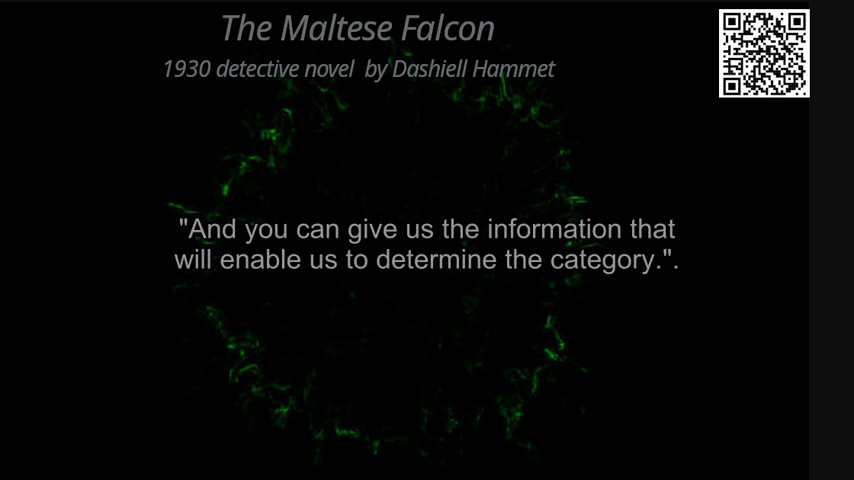 The Maltese Falcon
1930 detective novel  by Dashiell Hammet
"And you can give us the information that
will enable us to determine the category.".